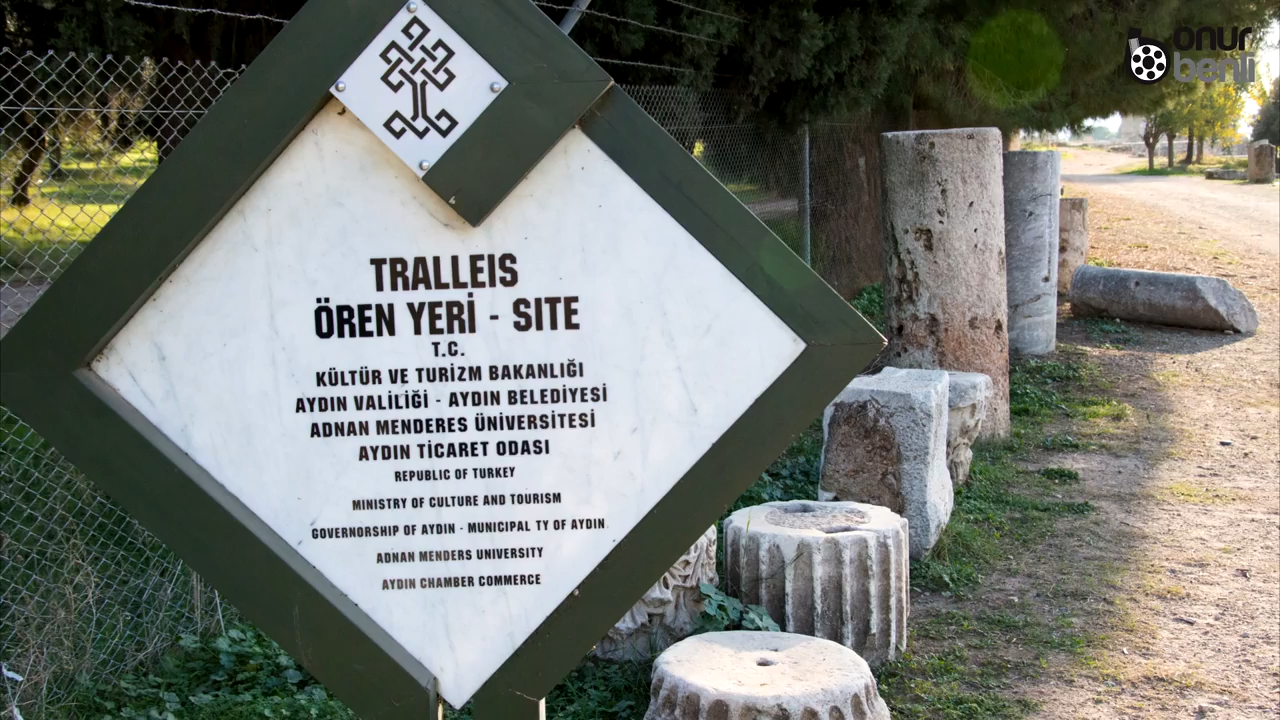 onur
benli
TRALLEIS
ÖREN YERİ - SITE
T.C.
KÜLTÜR VE TURİZM BAKANLIĞI
AYDIN VALİLİĞİ - AYDIN BELEDİYESİ
ADNAN MENDERES ÜNİVERSİTESİ
AYDIN TİCARET ODASI
REPUBLIC OF TURKEY
MINISTRY OF CULTURE AND TOURISM
GOVERNORSHIP OF AYDIN - MUNICIPAL TY OF AYDIN
ADNAN MENDERS UNIVERSITY
AYDIN CHAMBER COMMERCE